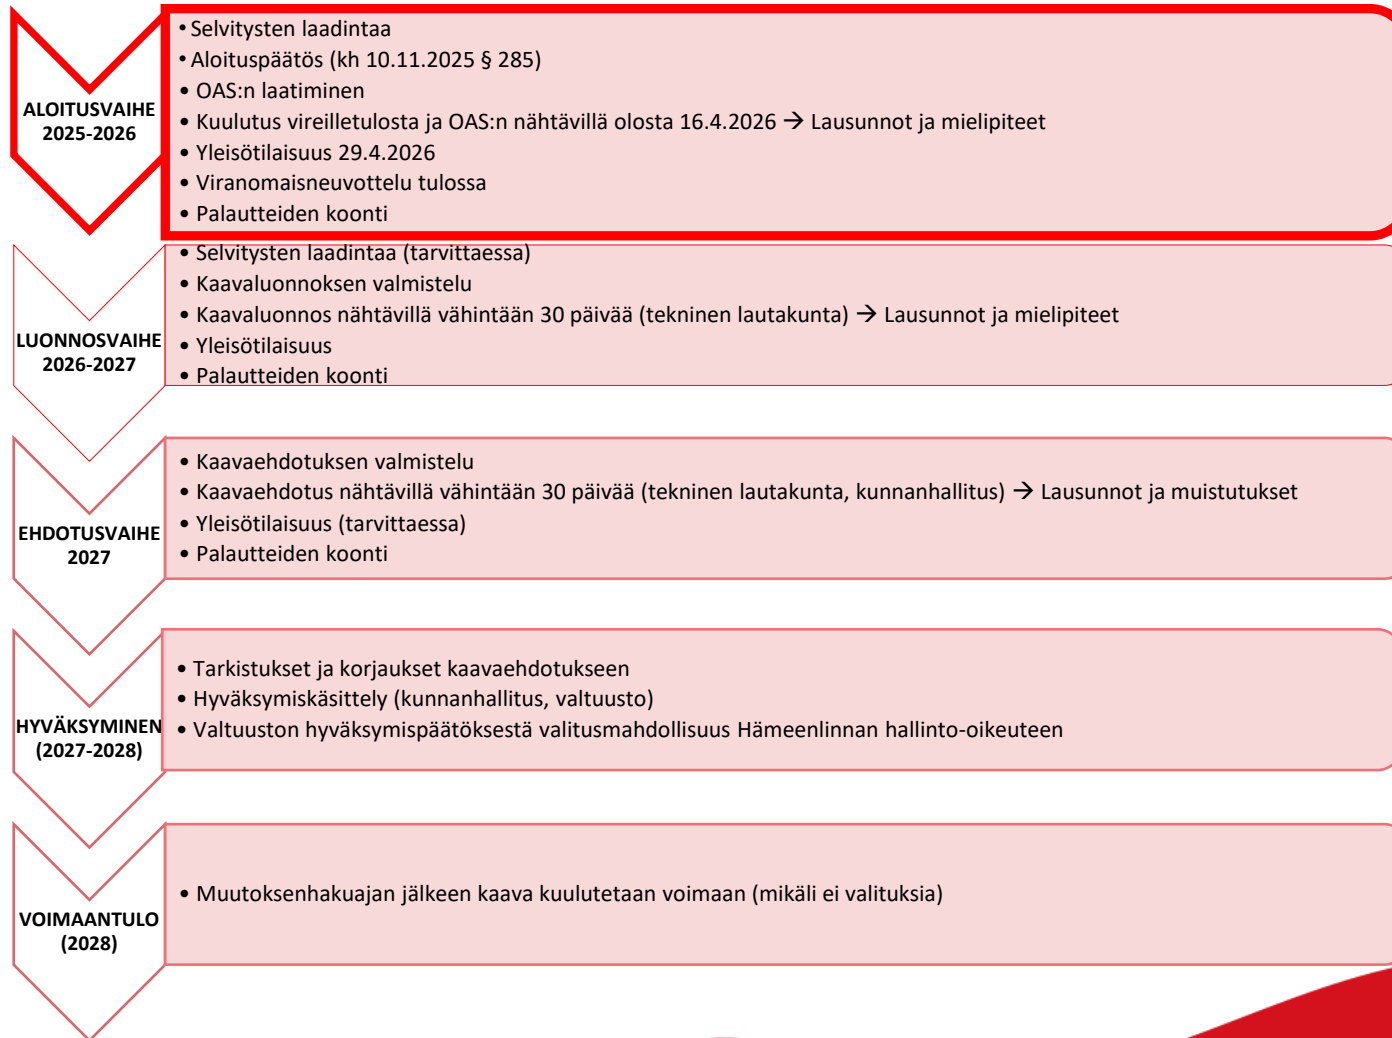 ALOITUSVAIHE
2025-2026
• Selvitysten laadintaa
• Aloituspäätös (kh 10.11.2025 § 285)
• OAS:n laatiminen
• Kuulutus vireilletulosta ja OAS:n nähtävillä olosta 16.4.2026 → Lausunnot ja mielipiteet
• Yleisötilaisuus 29.4.2026
• Viranomaisneuvottelu tulossa
• Palautteiden koonti
LUONNOSVAIHE
2026-2027
• Selvitysten laadintaa (tarvittaessa)
• Kaavaluonnoksen valmistelu
• Kaavaluonnos nähtävillä vähintään 30 päivää (tekninen lautakunta) → Lausunnot ja mielipiteet
• Yleisötilaisuus
• Palautteiden koonti
EHDOTUSVAIHE
2027
• Kaavaehdotuksen valmistelu
• Kaavaehdotus nähtävillä vähintään 30 päivää (tekninen lautakunta, kunnanhallitus) → Lausunnot ja muistutukset
• Yleisötilaisuus (tarvittaessa)
• Palautteiden koonti
HYVÄKSYMINEN
(2027-2028)
• Tarkistukset ja korjaukset kaavaehdotukseen
• Hyväksymiskäsittely (kunnanhallitus, valtuusto)
• Valtuuston hyväksymispäätöksestä valitusmahdollisuus Hämeenlinnan hallinto-oikeuteen
VOIMAANTULO
(2028)
• Muutoksenhakuajan jälkeen kaava kuulutetaan voimaan (mikäli ei valituksia)